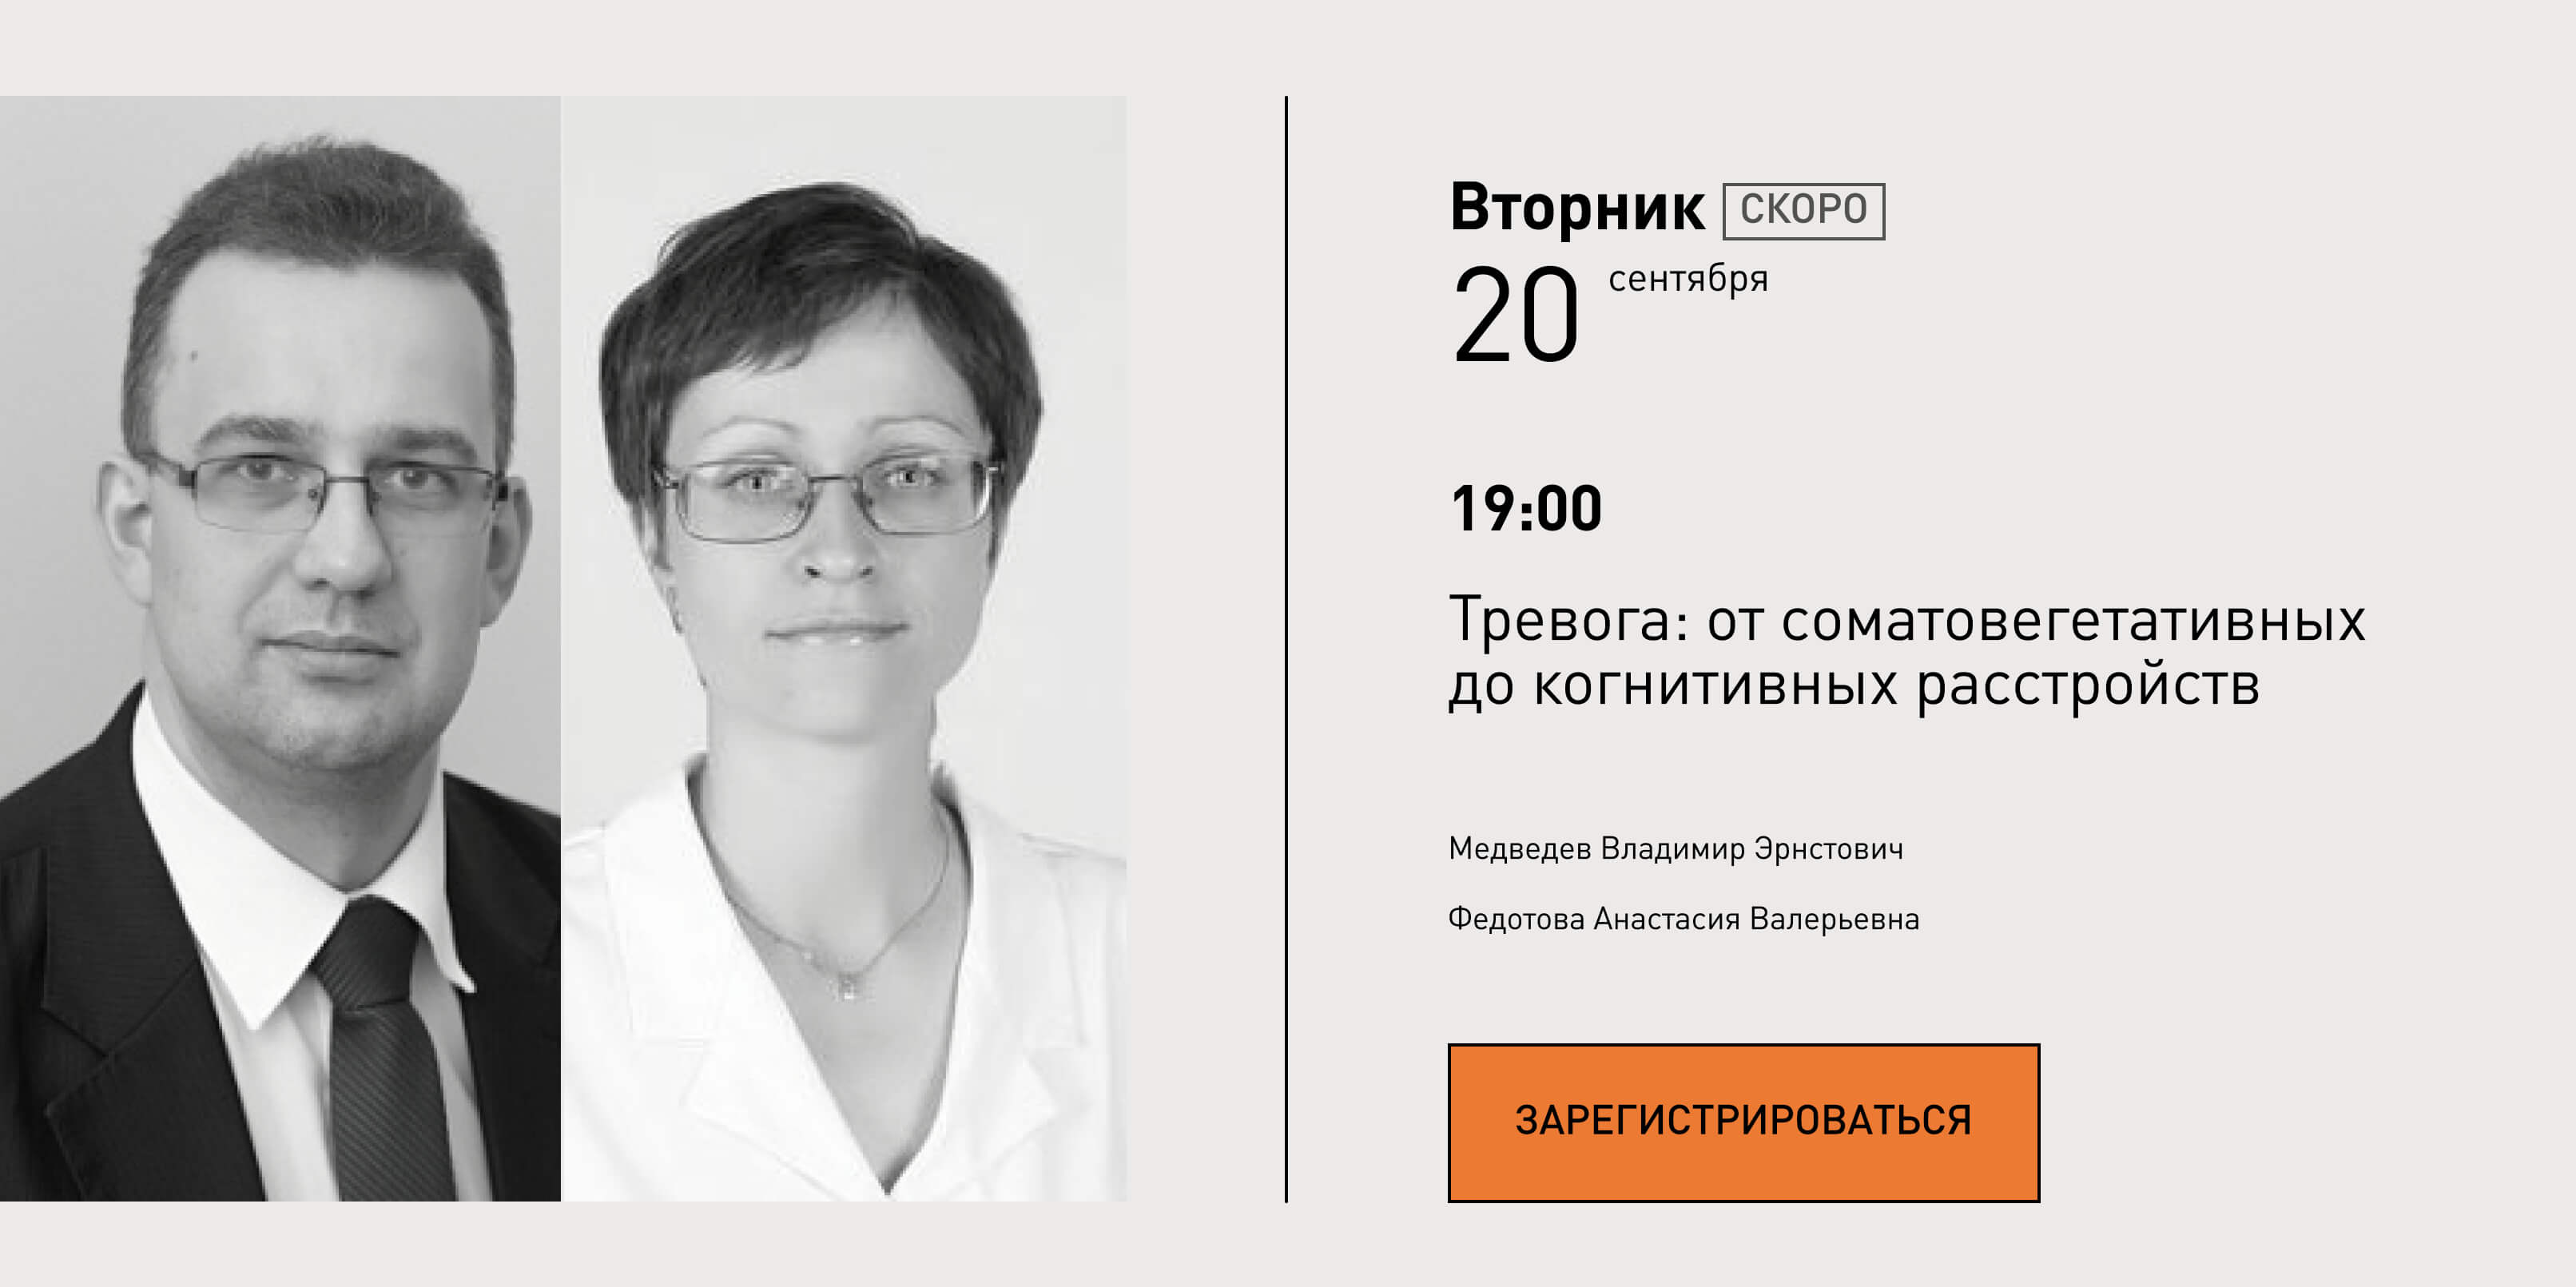 Вторник СКОРО
20 сентября
19:00
Тревога: от соматовегетативных
до когнитивных расстройств
Медведев Владимир Эрнстович
Федотова Анастасия Валерьевна
ЗАРЕГИСТРИРОВАТЬСЯ